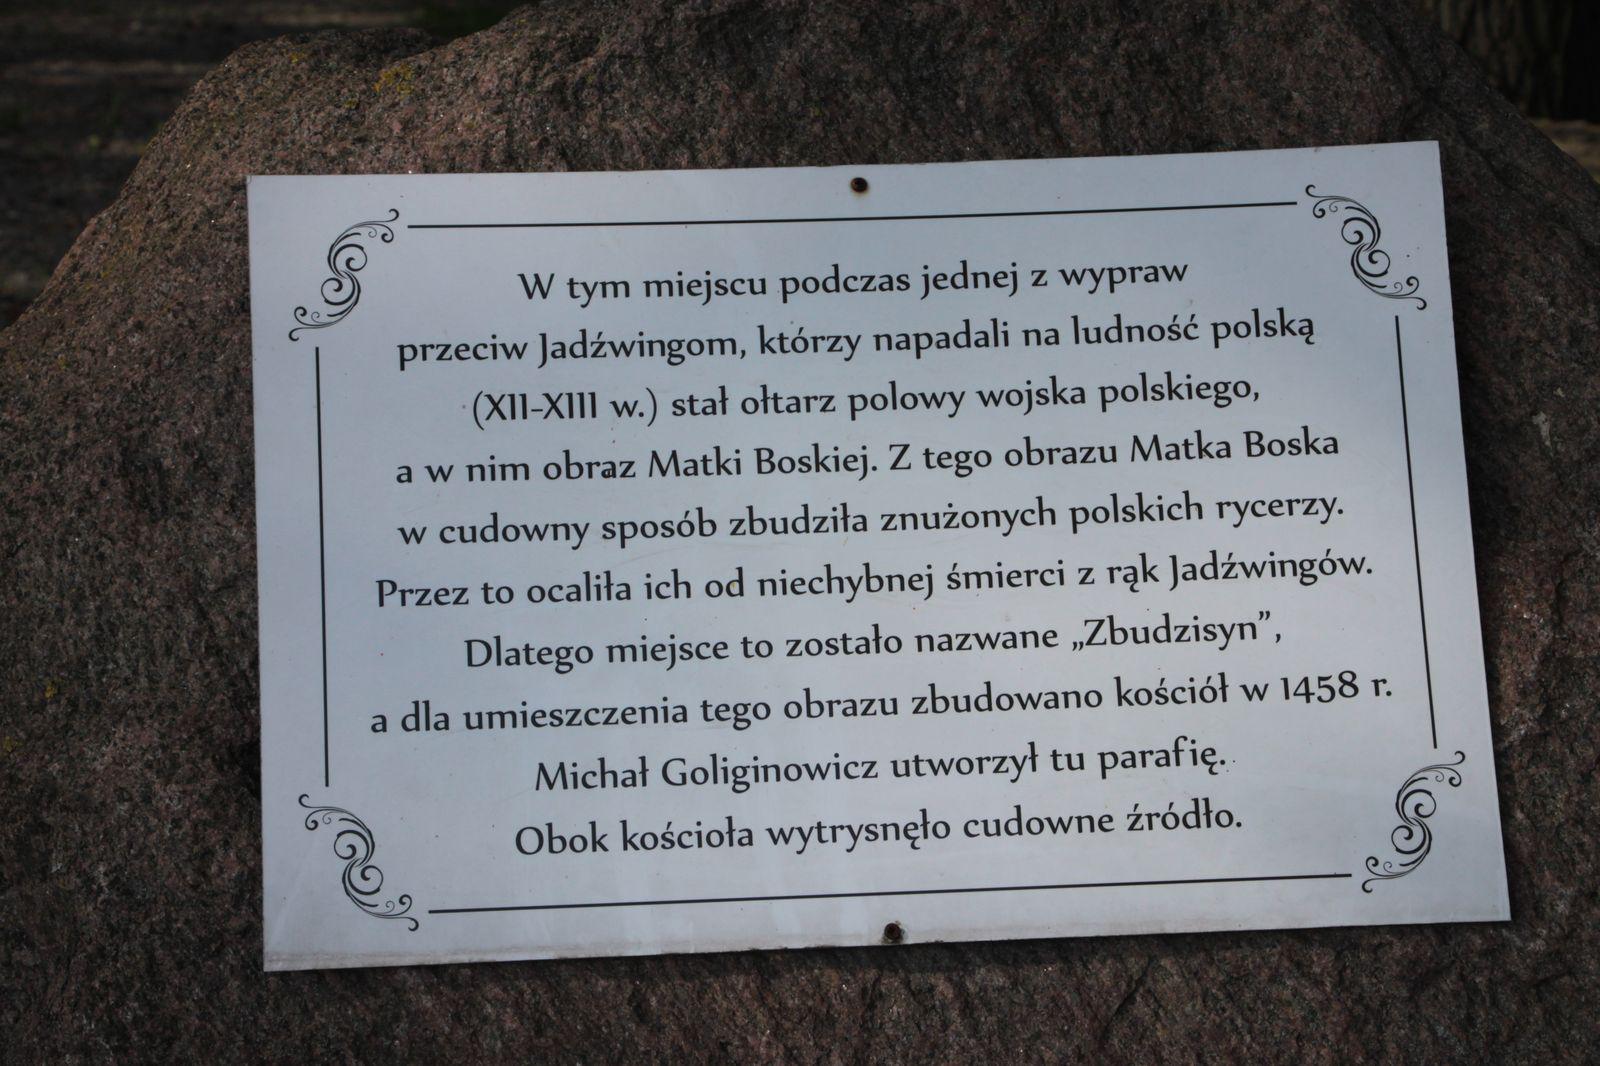 W tym miejscu podczas jednej z wypraw
przeciw Jadźwingom, którzy napadali na ludność polską
(XII-XIII w.) stał ołtarz polowy wojska polskiego,
a w nim obraz Matki Boskiej. Z tego obrazu Matka Boska
w cudowny sposób zbudziła znużonych polskich rycerzy.
Przez to ocaliła ich od niechybnej śmierci z rąk Jadźwingów.
Dlatego miejsce to zostało nazwane „Zbudzisyn”,
a dla umieszczenia tego obrazu zbudowano kościół w 1458 r.
Michał Goliginowicz utworzył tu parafię.
Obok kościoła wytrysnęło cudowne źródło.